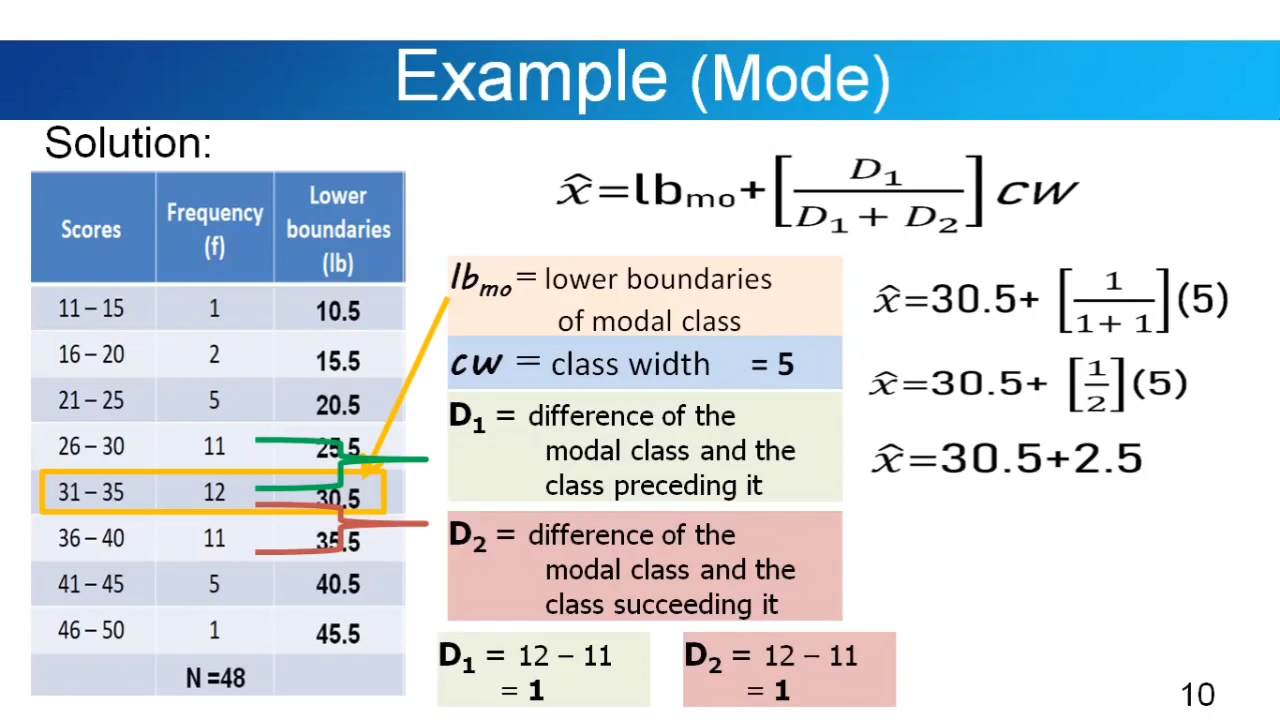 Example (Mode)
Solution:
Scores Frequency (f) Lower boundaries (lb)
11 – 15 1 10.5
16 – 20 2 15.5
21 – 25 5 20.5
26 – 30 11 25.5
31 – 35 12 30.5
36 – 40 11 35.5
41 – 45 5 40.5
46 – 50 1 45.5
N =48
x̂=lbₘₒ+[D₁/(D₁ + D₂)] cw
lbₘₒ = lower boundaries
of modal class
cw = class width = 5
D₁ = difference of the
modal class and the
class preceding it
D₂ = difference of the
modal class and the
class succeeding it
D₁ = 12 – 11
= 1
D₂ = 12 – 11
= 1
x̂=30.5+ [1/(1+ 1)](5)
x̂=30.5+ [1/2](5)
x̂=30.5+2.5
10